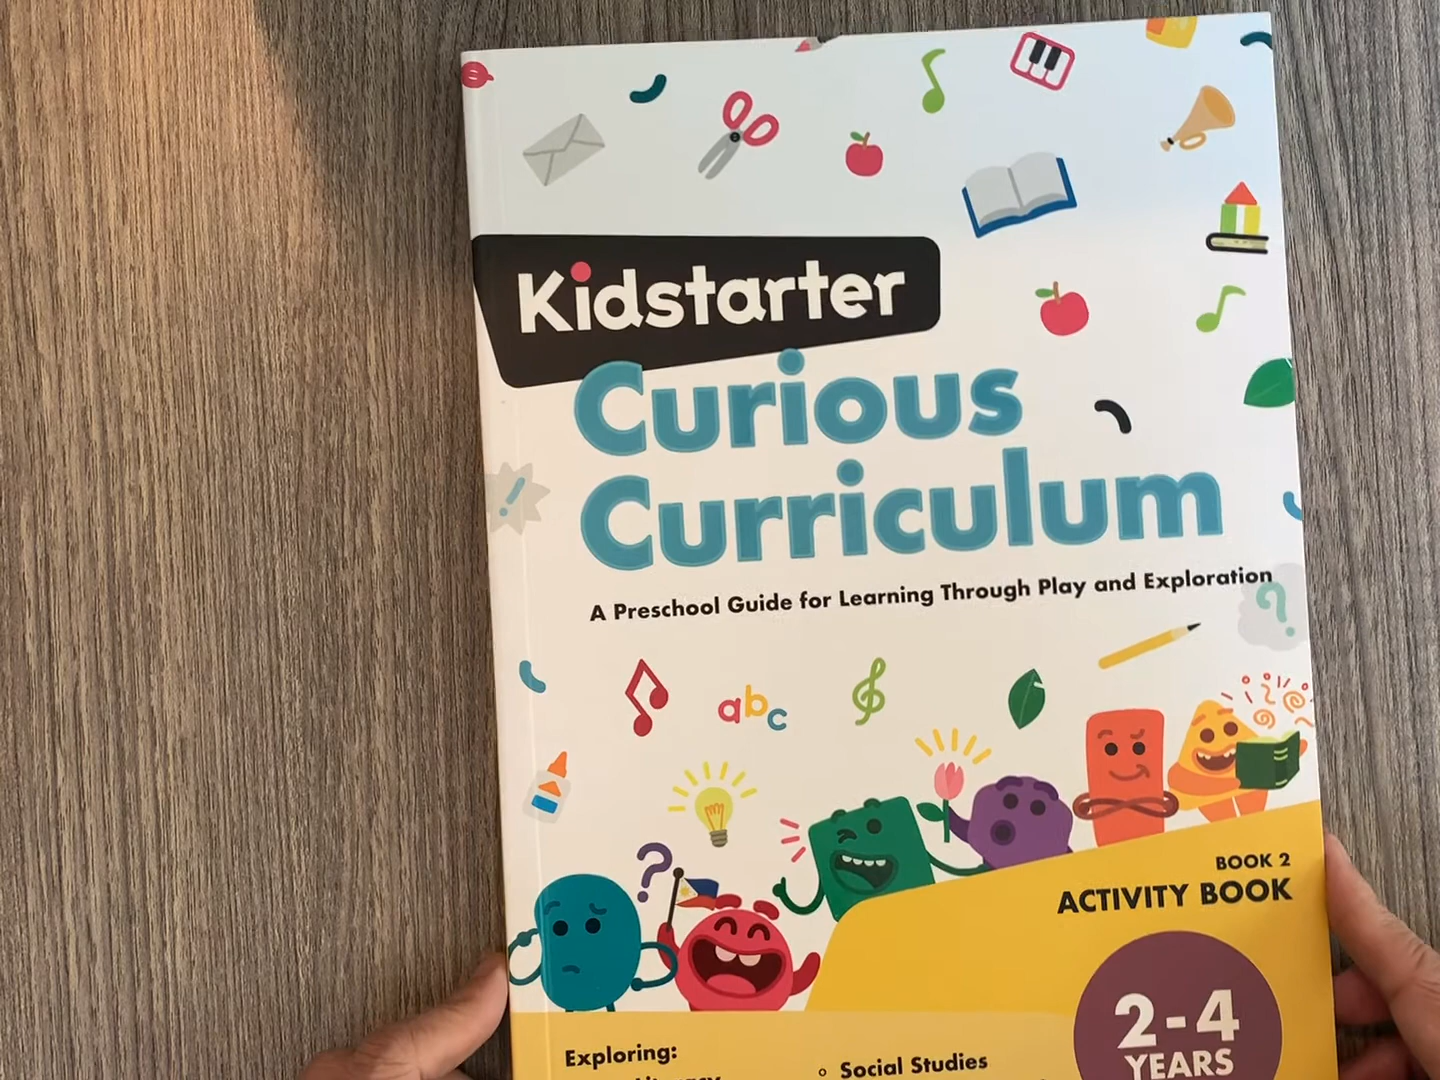 Kidstarter
Curious
Curriculum
A Preschool Guide for Learning Through Play and Exploration
abc
BOOK 2
ACTIVITY BOOK
2-4
YEARS
Exploring:
Social Studies